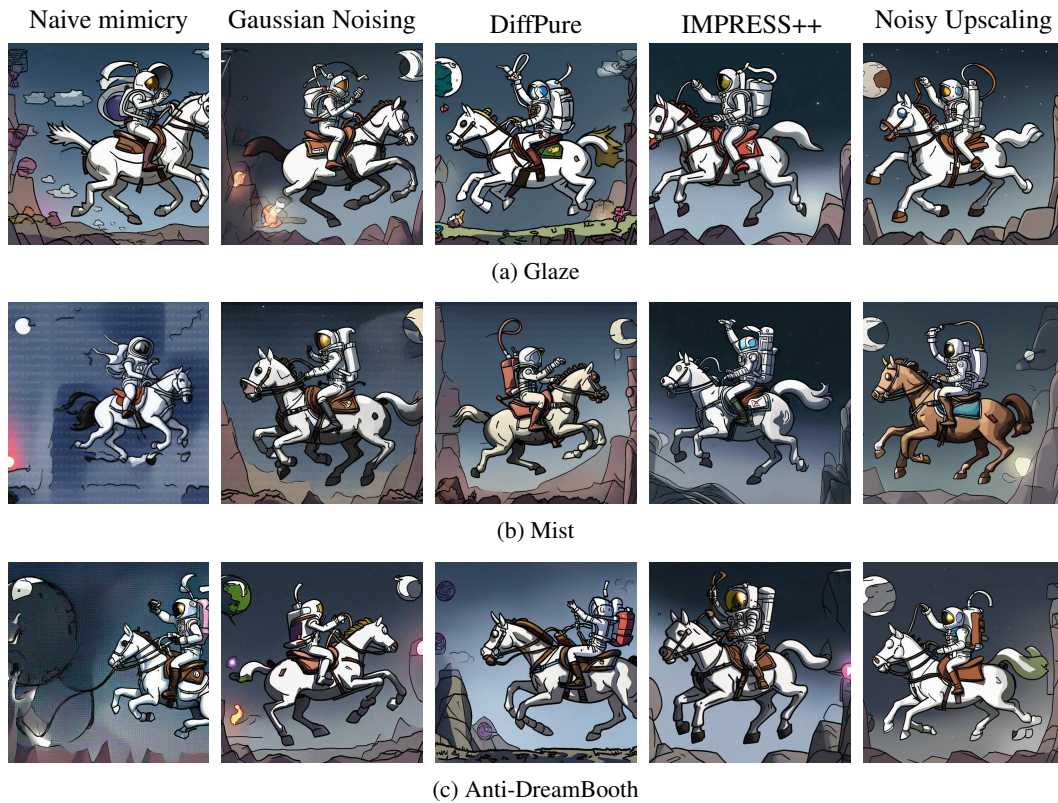 Naive mimicry Gaussian Noising DiffPure IMPRESS++ Noisy Upscaling
(a) Glaze
(b) Mist
(c) Anti-DreamBooth